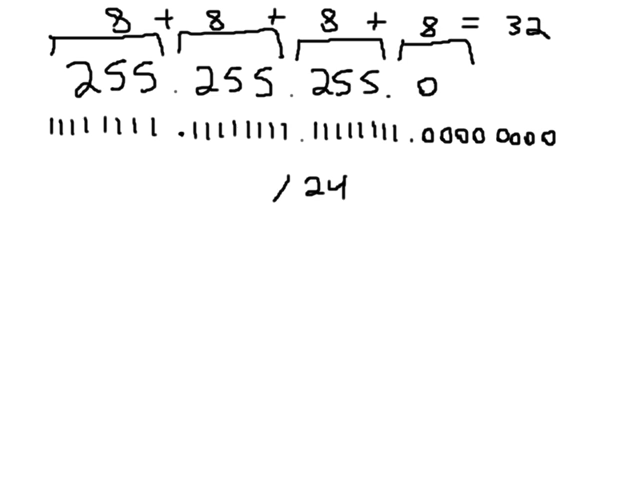 8 + 8 + 8 + 8 = 32
255.255.255.0
11111111.11111111.11111111.00000000
/24